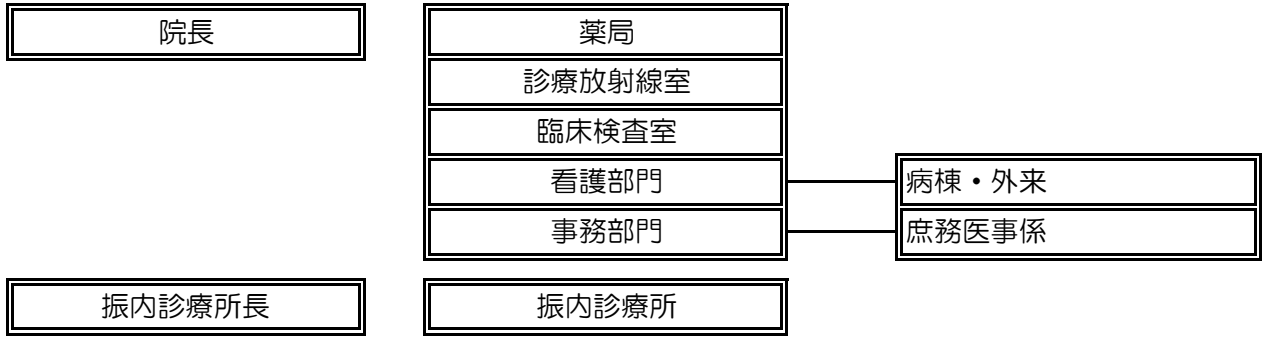 院長
薬局
診療放射線室
臨床検査室
看護部門
病棟・外来
事務部門
庶務医事係
振内診療所長
振内診療所